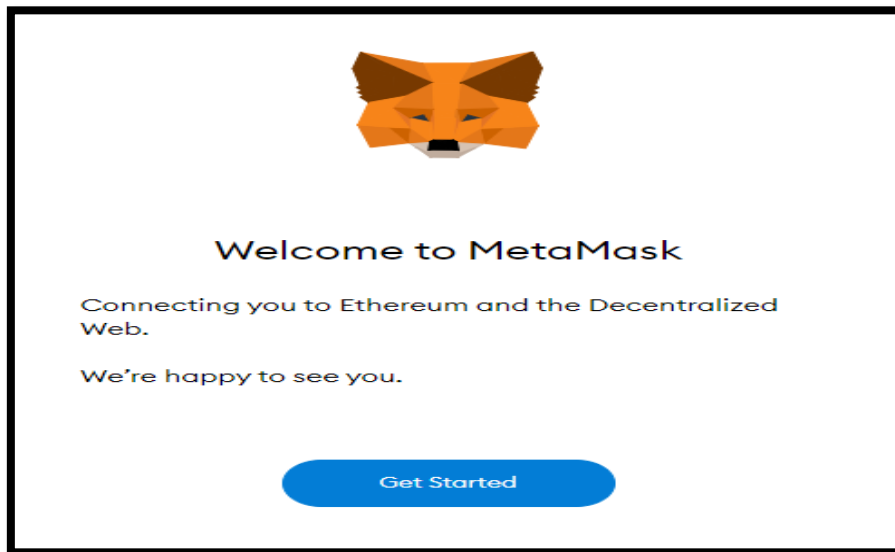 Welcome to MetaMask
Connecting you to Ethereum and the Decentralized
Web.
We're happy to see you.
Get Started